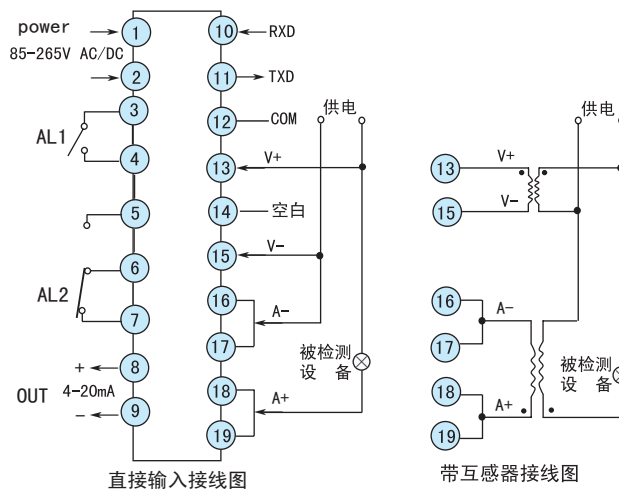 power
85-265V AC/DC
AL1
AL2
+
OUT 4-20mA
−
1
2
3
4
5
6
7
8
9
10 RXD
11 TXD
12 COM
13 V+
14 空白
15 V-
16
A-
17
18
A+
19
供电
被检测
设 备
直接输入接线图
供电
13 V+
15 V-
16 A-
17
18
19 A+
被检测
设 备
带互感器接线图